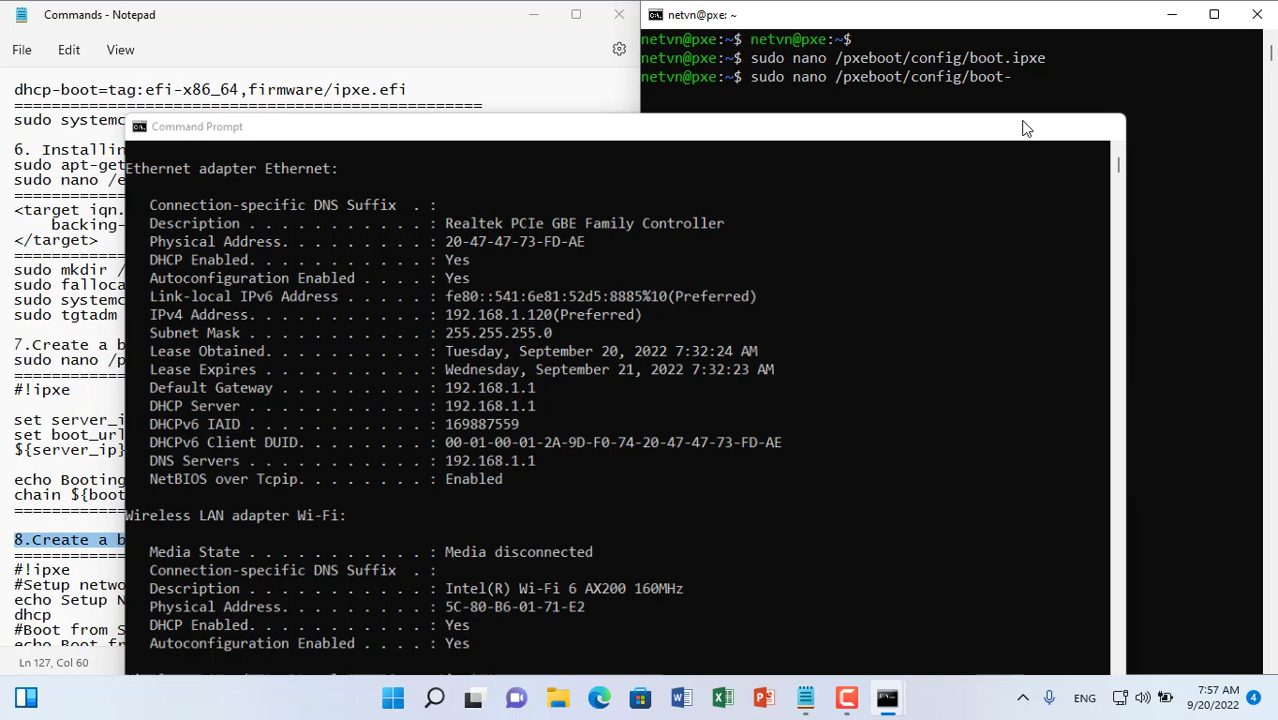 Commands - Notepad
File Edit View
dhcp-boot=tag:efi-x86_64,firmware/ipxe.efi
==================================================
sudo systemc
6. Installin
sudo apt-get
sudo nano /e
<target iqn.
backing-
</target>
sudo mkdir /
sudo falloca
sudo systemc
sudo tgtadm
7.Create a b
sudo nano /p
#!ipxe
set server_i
set boot_url
${server_ip}
echo Booting
chain ${boot
8.Create a b
#!ipxe
#Setup netwo
echo Setup N
dhcp
#Boot from S
echo Boot fr
Ln 127, Col 60
netvn@pxe: ~
netvn@pxe:~$ netvn@pxe:~$
netvn@pxe:~$ sudo nano /pxeboot/config/boot.ipxe
netvn@pxe:~$ sudo nano /pxeboot/config/boot-
Command Prompt
Ethernet adapter Ethernet:
Connection-specific DNS Suffix . :
Description . . . . . . . . . . . : Realtek PCIe GBE Family Controller
Physical Address. . . . . . . . . : 20-47-47-73-FD-AE
DHCP Enabled. . . . . . . . . . . : Yes
Autoconfiguration Enabled . . . . : Yes
Link-local IPv6 Address . . . . . : fe80::541:6e81:52d5:8885%10(Preferred)
IPv4 Address. . . . . . . . . . . : 192.168.1.120(Preferred)
Subnet Mask . . . . . . . . . . . : 255.255.255.0
Lease Obtained. . . . . . . . . . : Tuesday, September 20, 2022 7:32:24 AM
Lease Expires . . . . . . . . . . : Wednesday, September 21, 2022 7:32:23 AM
Default Gateway . . . . . . . . . : 192.168.1.1
DHCP Server . . . . . . . . . . . : 192.168.1.1
DHCPv6 IAID . . . . . . . . . . . : 169887559
DHCPv6 Client DUID. . . . . . . . : 00-01-00-01-2A-9D-F0-74-20-47-47-73-FD-AE
DNS Servers . . . . . . . . . . . : 192.168.1.1
NetBIOS over Tcpip. . . . . . . . : Enabled
Wireless LAN adapter Wi-Fi:
Media State . . . . . . . . . . . : Media disconnected
Connection-specific DNS Suffix . :
Description . . . . . . . . . . . : Intel(R) Wi-Fi 6 AX200 160MHz
Physical Address. . . . . . . . . : 5C-80-B6-01-71-E2
DHCP Enabled. . . . . . . . . . . : Yes
Autoconfiguration Enabled . . . . : Yes
ENG
7:57 AM
9/20/2022
4